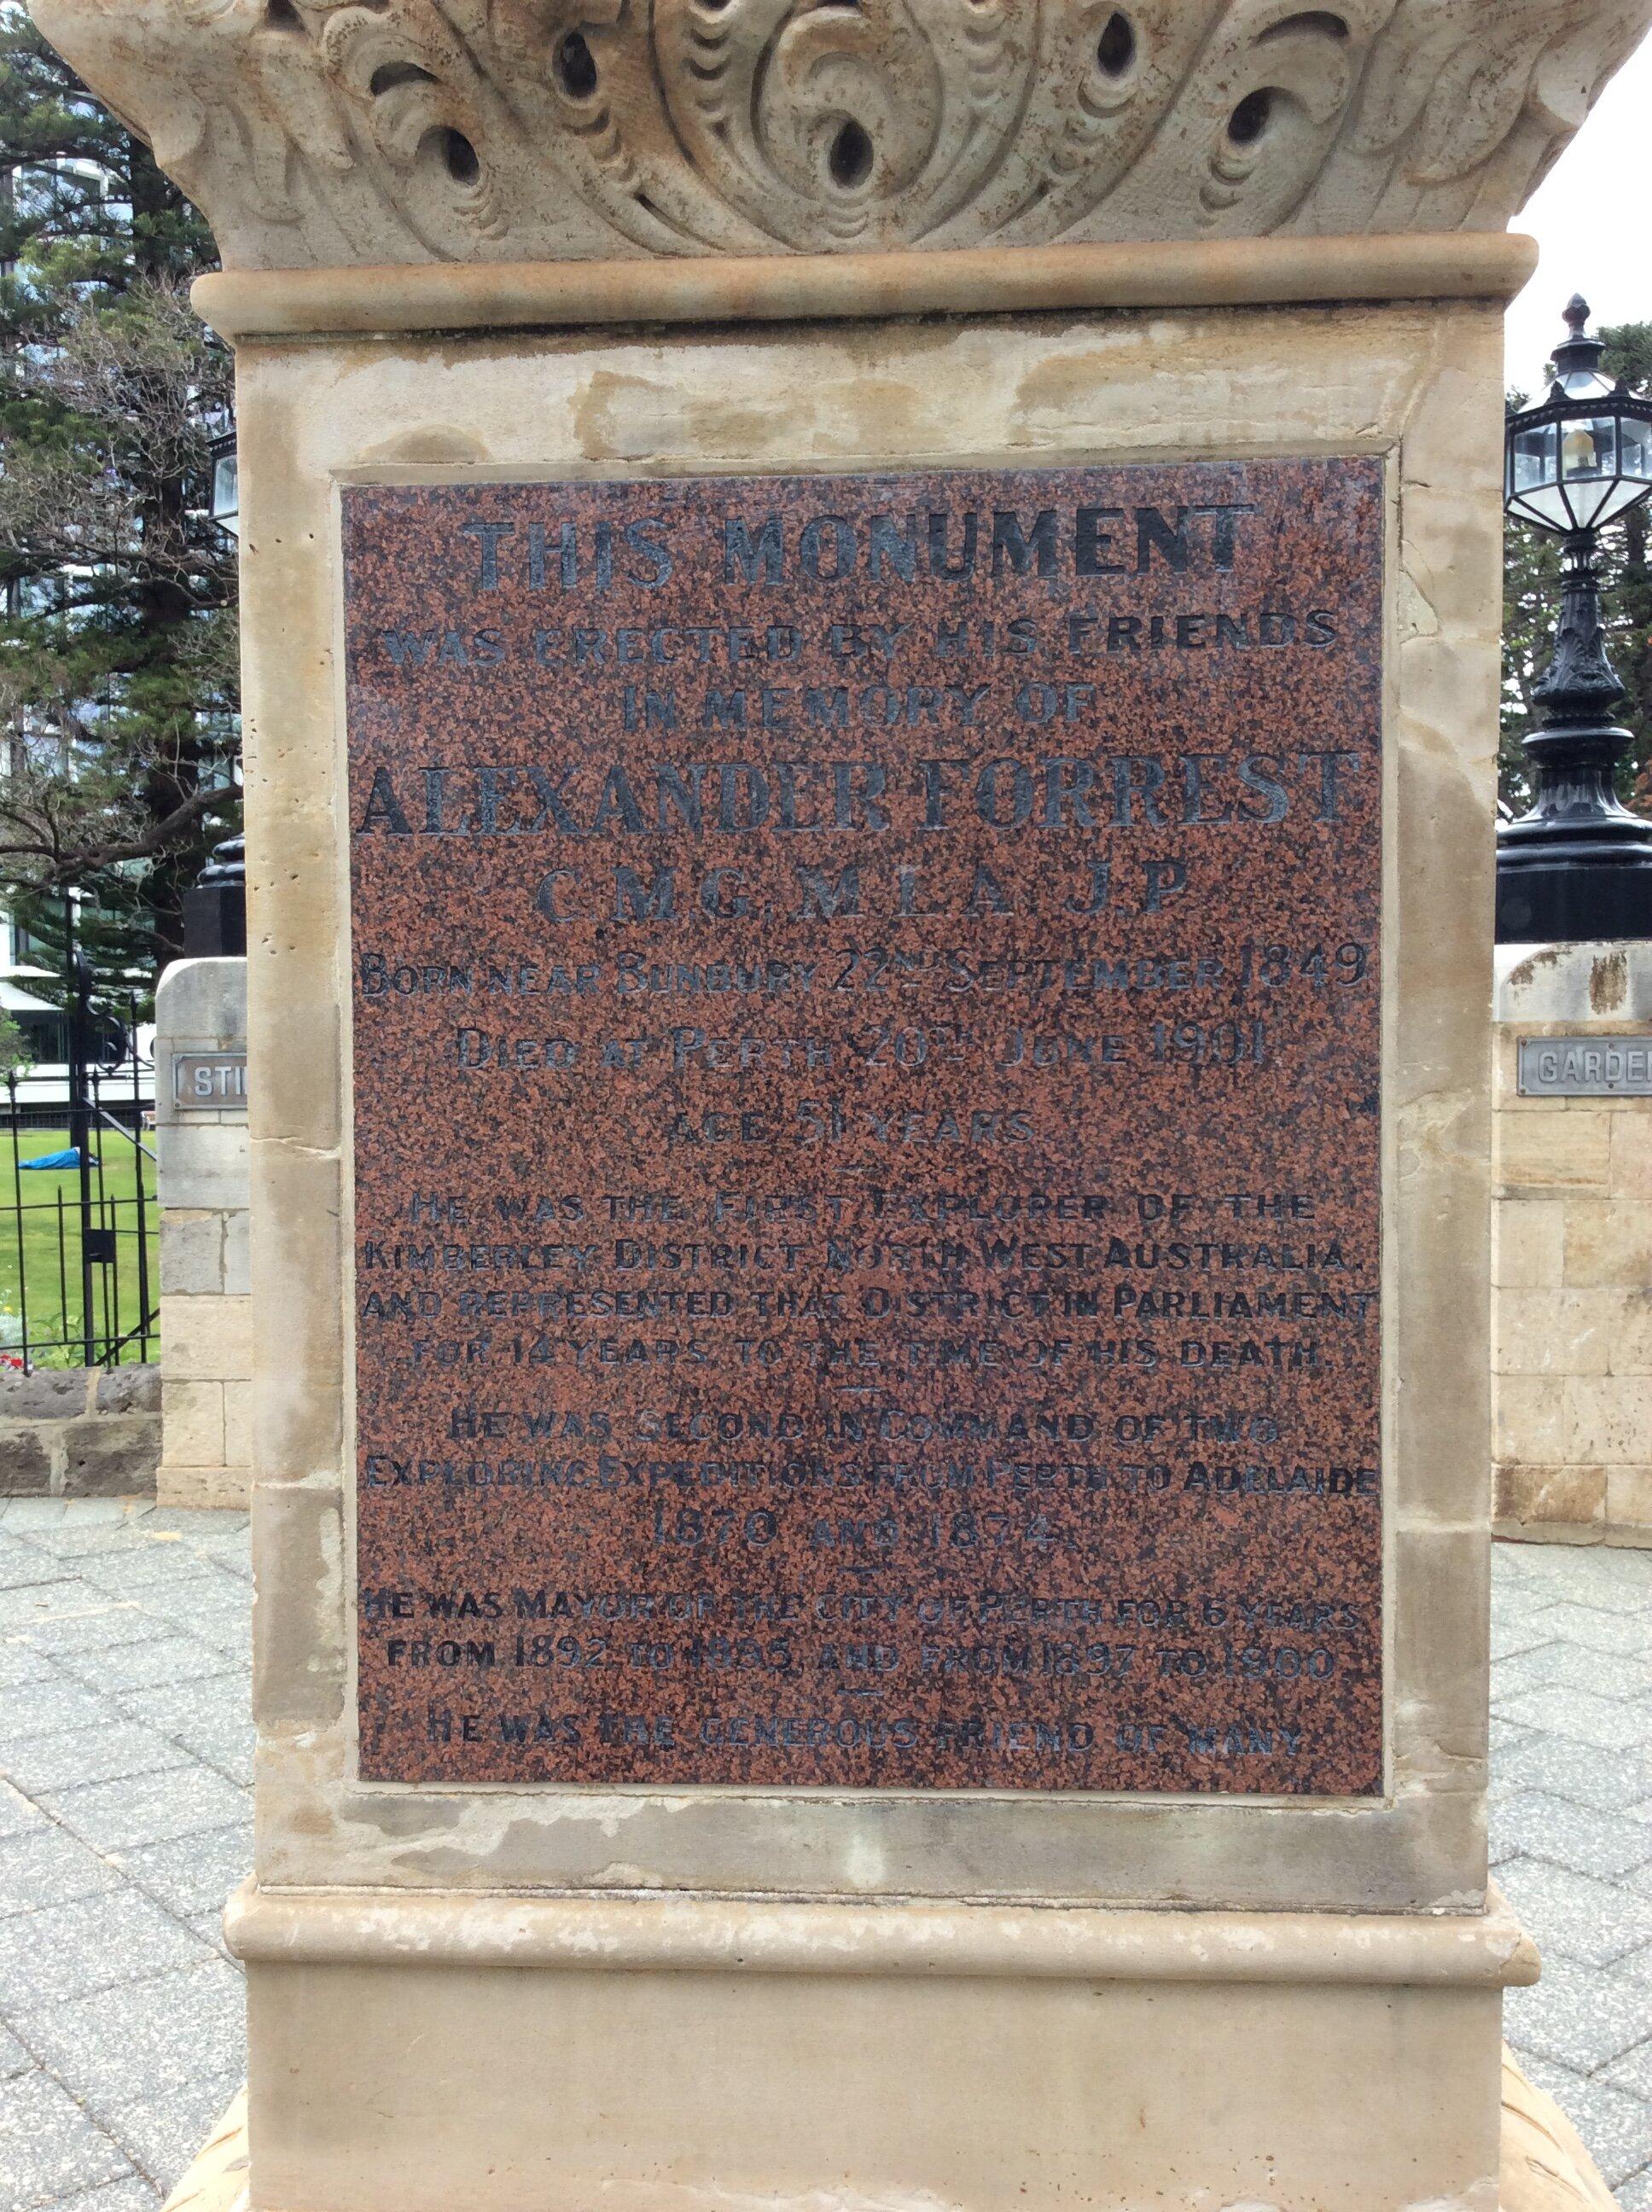 THIS MONUMENT
WAS ERECTED BY HIS FRIENDS
IN MEMORY OF
ALEXANDER FORREST
C.M.G. M.L.A. J.P.
BORN NEAR BUNBURY 22ND SEPTEMBER 1849
DIED AT PERTH 20TH JUNE 1901.
AGE 51 YEARS
HE WAS THE FIRST EXPLORER OF THE
KIMBERLEY DISTRICT NORTH WEST AUSTRALIA.
AND REPRESENTED THAT DISTRICT IN PARLIAMENT
FOR 14 YEARS TO THE TIME OF HIS DEATH.
HE WAS SECOND IN COMMAND OF TWO
EXPLORING EXPEDITIONS FROM PERTH TO ADELAIDE
1870 AND 1874.
HE WAS MAYOR OF THE CITY OF PERTH FOR 6 YEARS
FROM 1892 TO 1895 AND FROM 1897 TO 1900.
HE WAS THE GENEROUS FRIEND OF MANY
STI
GARDE